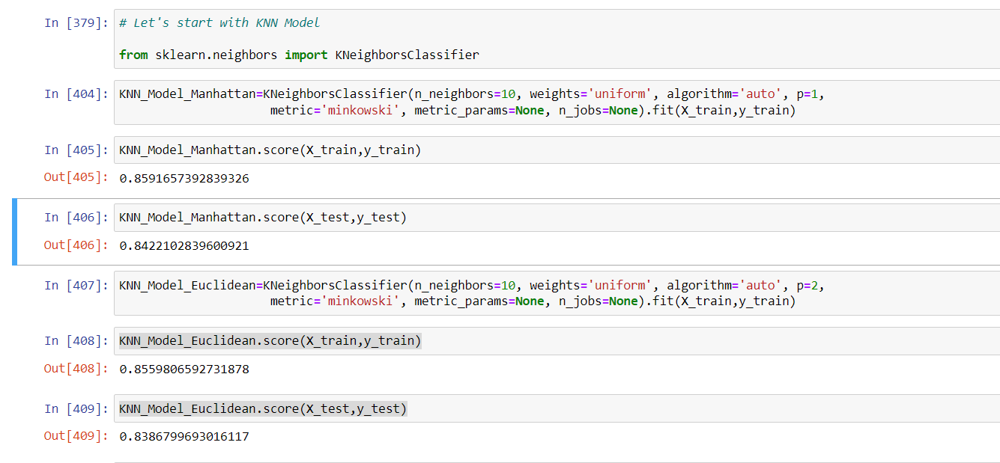 In [379]: # Let's start with KNN Model
from sklearn.neighbors import KNeighborsClassifier
In [404]: KNN_Model_Manhattan=KNeighborsClassifier(n_neighbors=10, weights='uniform', algorithm='auto', p=1,
metric='minkowski', metric_params=None, n_jobs=None).fit(X_train,y_train)
In [405]: KNN_Model_Manhattan.score(X_train,y_train)
Out[405]: 0.8591657392839326
In [406]: KNN_Model_Manhattan.score(X_test,y_test)
Out[406]: 0.8422102839600921
In [407]: KNN_Model_Euclidean=KNeighborsClassifier(n_neighbors=10, weights='uniform', algorithm='auto', p=2,
metric='minkowski', metric_params=None, n_jobs=None).fit(X_train,y_train)
In [408]: KNN_Model_Euclidean.score(X_train,y_train)
Out[408]: 0.8559806592731878
In [409]: KNN_Model_Euclidean.score(X_test,y_test)
Out[409]: 0.8386799693016117